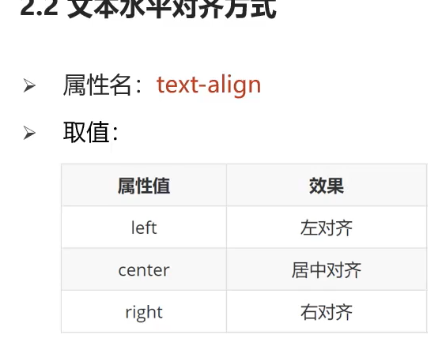 2.2 文本水平对齐方式
➢ 属性名：text-align
➢ 取值：
属性值 效果
left 左对齐
center 居中对齐
right 右对齐